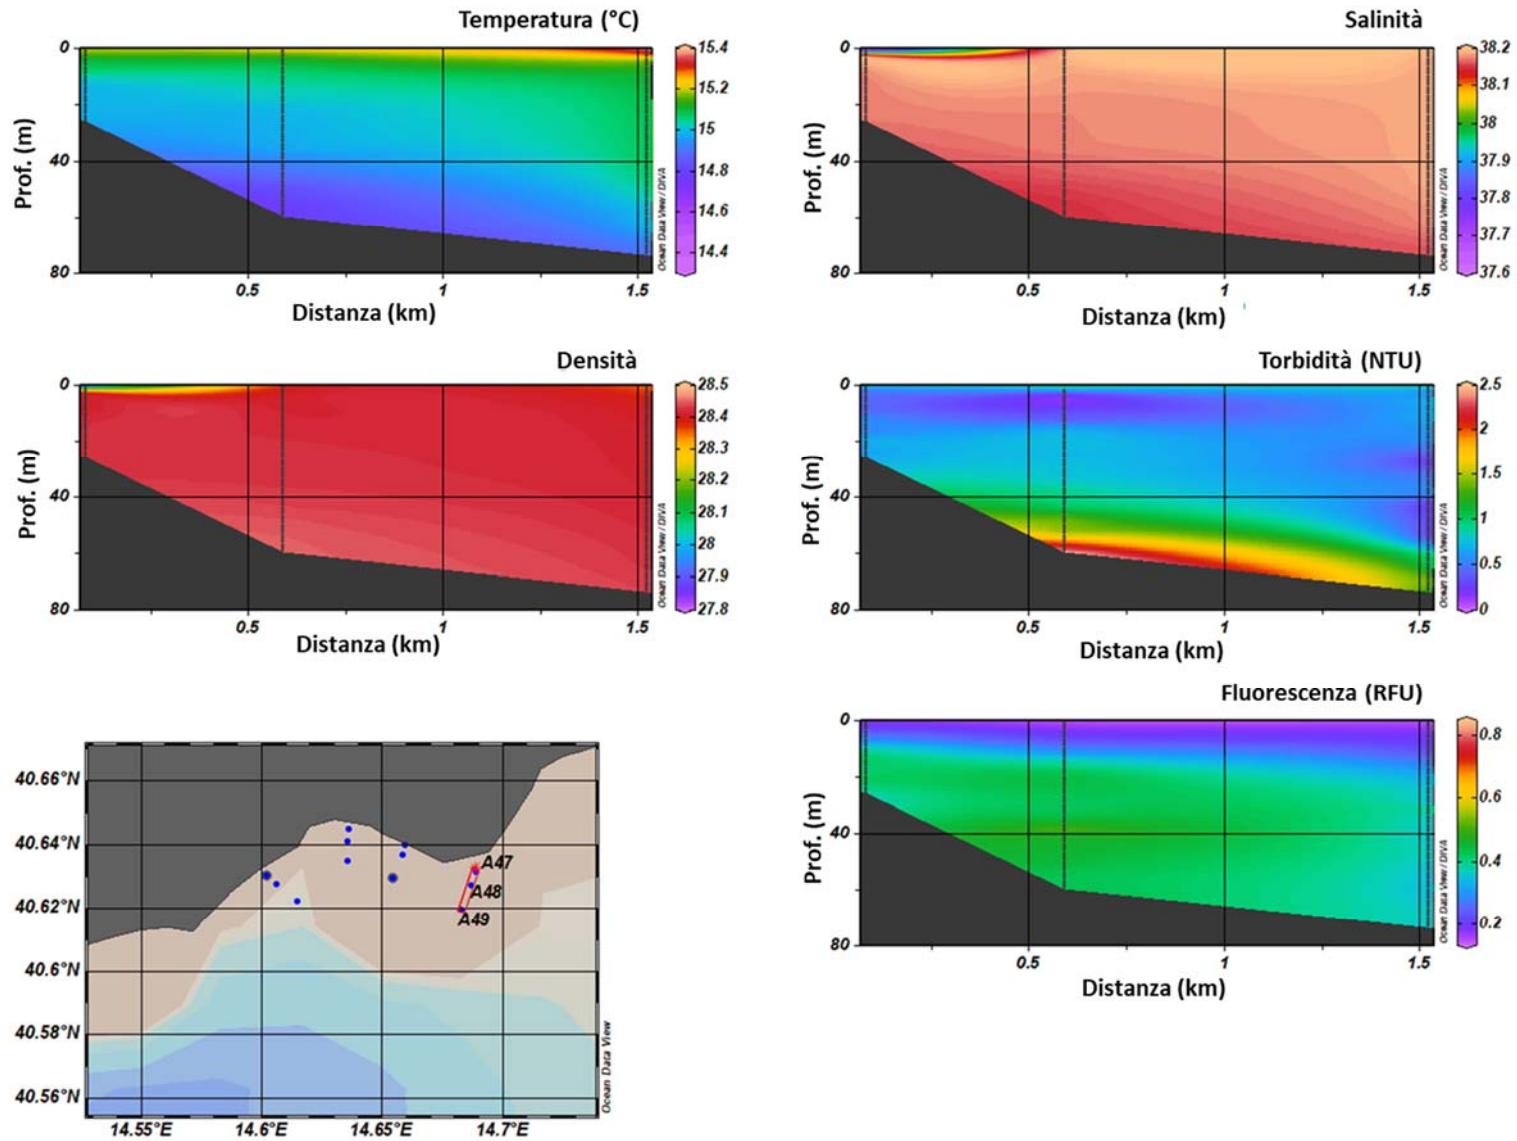 Temperatura (°C)
0
40
80
Prof. (m)
0.5
1
1.5
Distanza (km)
15.4
15.2
15
14.8
14.6
14.4
Ocean Data View / DIVA
Salinità
0
40
80
Prof. (m)
0.5
1
1.5
Distanza (km)
38.2
38.1
38
37.9
37.8
37.7
37.6
Ocean Data View / DIVA
Densità
0
40
80
Prof. (m)
0.5
1
1.5
Distanza (km)
28.5
28.4
28.3
28.2
28.1
28
27.9
27.8
Ocean Data View / DIVA
Torbidità (NTU)
0
40
80
Prof. (m)
0.5
1
1.5
Distanza (km)
2.5
2
1.5
1
0.5
0
Ocean Data View / DIVA
Fluorescenza (RFU)
0
40
80
Prof. (m)
0.5
1
1.5
Distanza (km)
0.8
0.6
0.4
0.2
Ocean Data View / DIVA
40.66°N
40.64°N
40.62°N
40.6°N
40.58°N
40.56°N
14.55°E
14.6°E
14.65°E
14.7°E
A47
A48
A49
Ocean Data View